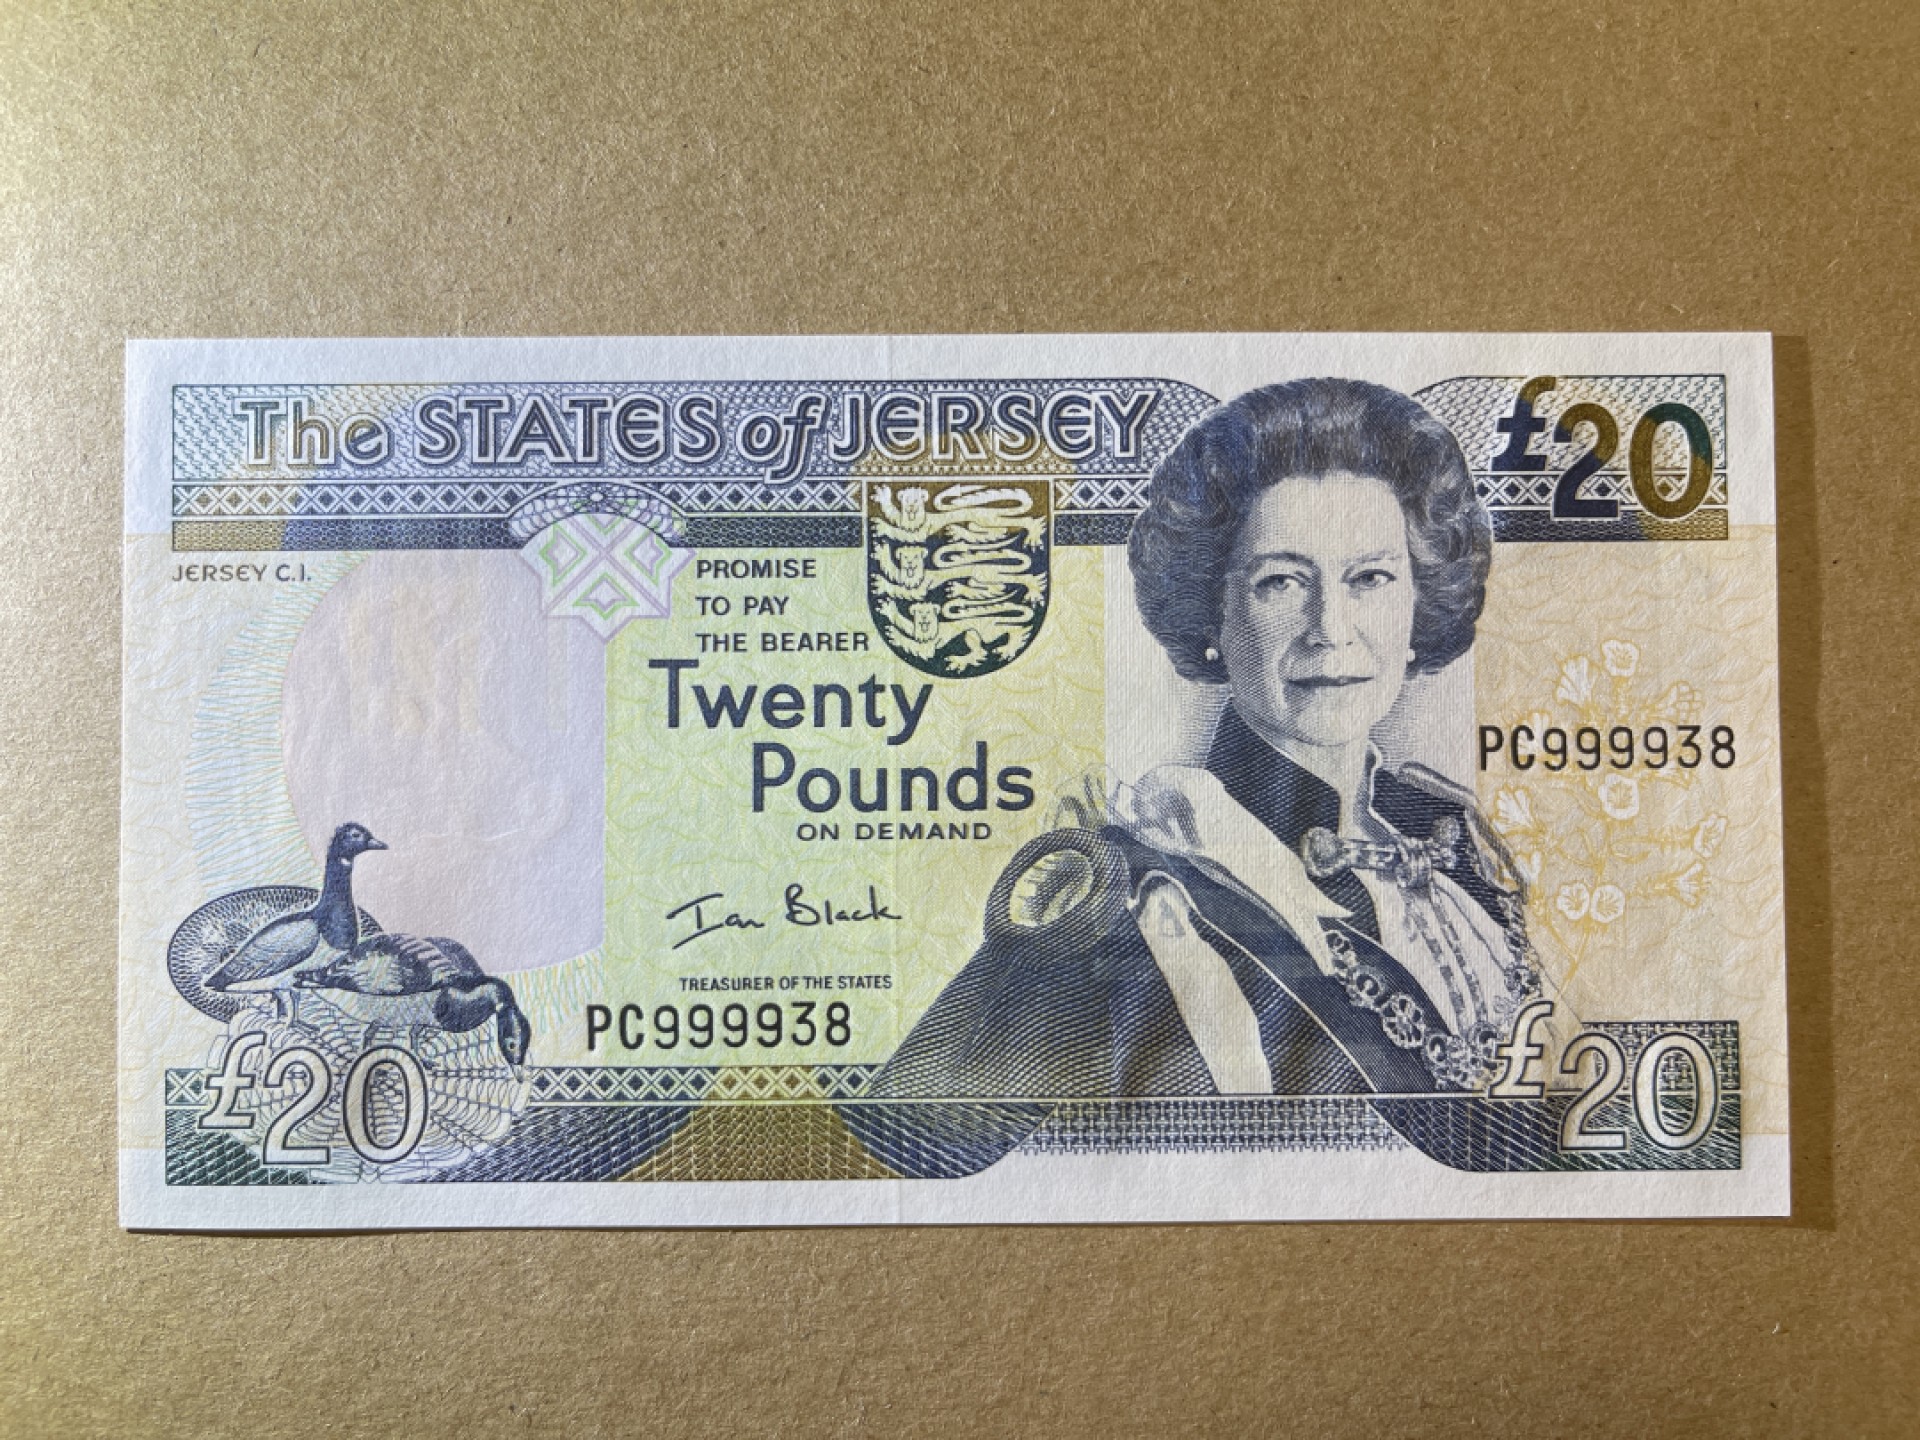 The STATES of JERSEY
£20
JERSEY C.I.
PROMISE
TO PAY
THE BEARER
Twenty
Pounds
ON DEMAND
PC999938
Ian Black
TREASURER OF THE STATES
PC999938
£20
£20